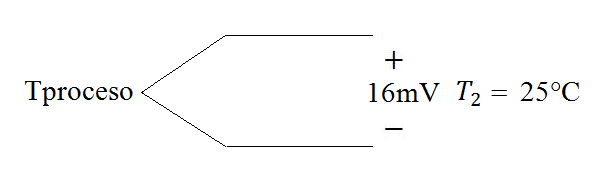 +
Tproceso 16mV T₂ = 25°C
−